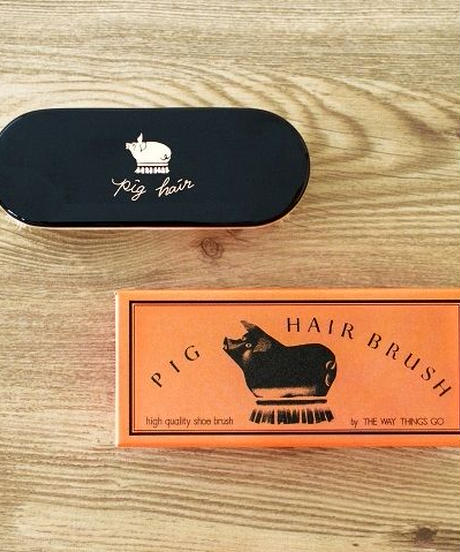 pig hair
PIG HAIR BRUSH
high quality shoe brush
by THE WAY THINGS GO